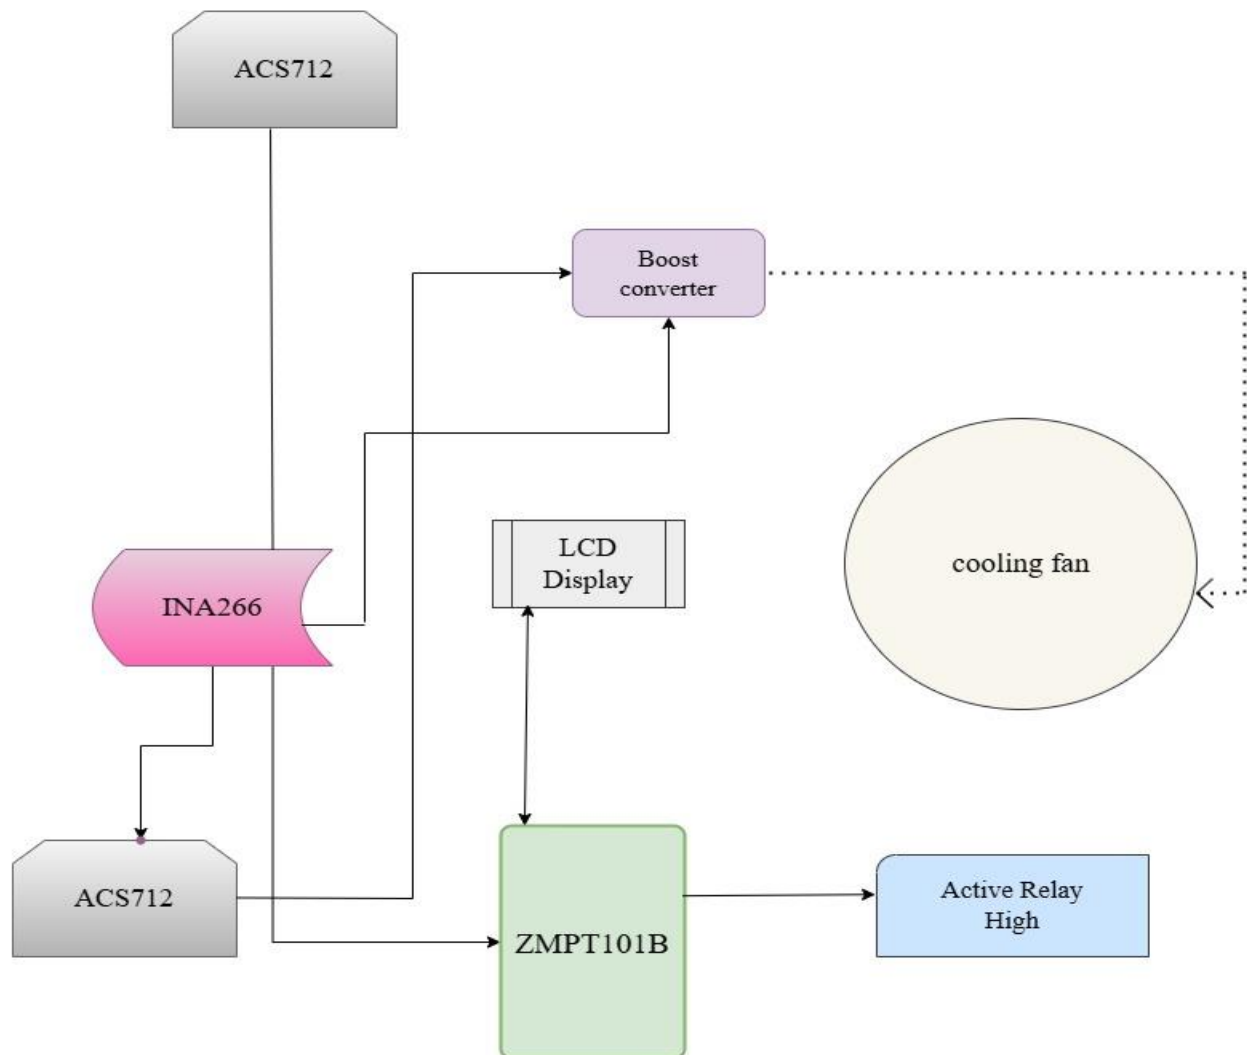 ACS712
Boost
converter
LCD
Display
cooling fan
INA266
ACS712
ZMPT101B
Active Relay
High